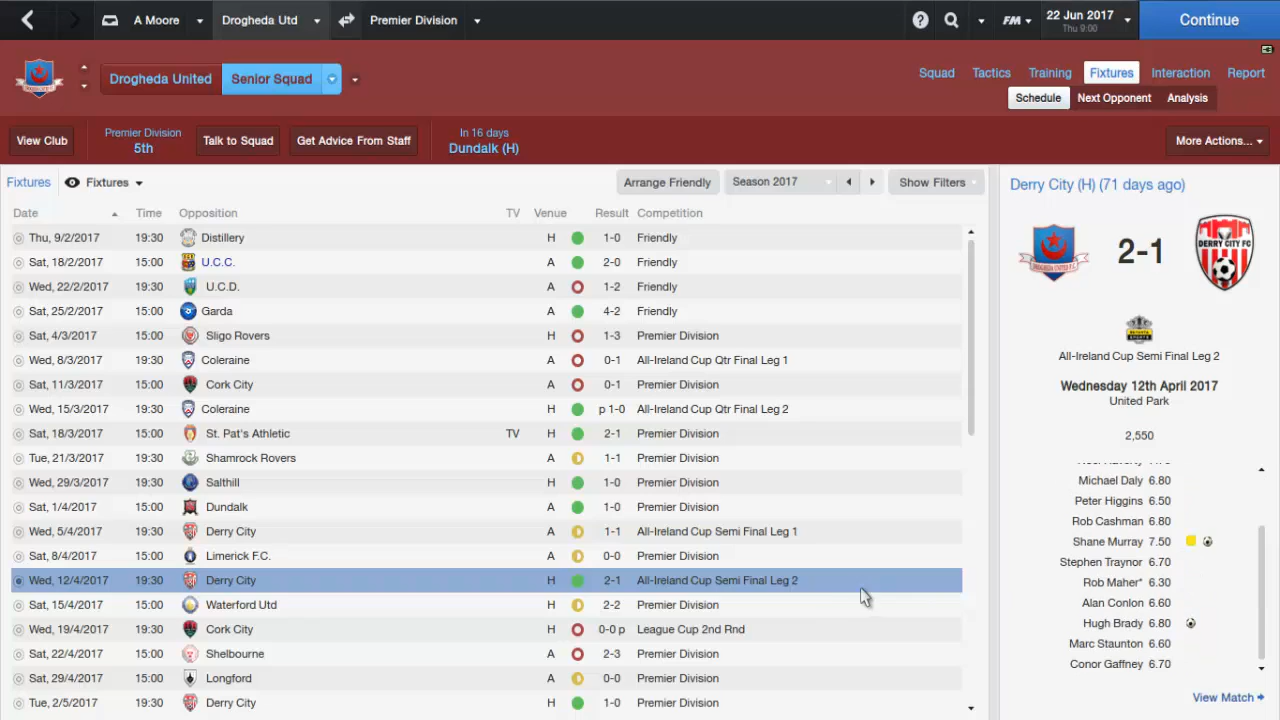 A Moore
Drogheda Utd
Premier Division
?
FM
22 Jun 2017
Thu 9:00
Continue
Drogheda United
Senior Squad
Squad Tactics Training Fixtures Interaction Report
Schedule Next Opponent Analysis
View Club
Premier Division
5th
Talk to Squad
Get Advice From Staff
In 16 days
Dundalk (H)
More Actions...
Fixtures Fixtures
Arrange Friendly Season 2017 Show Filters
Date Time Opposition TV Venue Result Competition
Thu, 9/2/2017 19:30 Distillery H 1-0 Friendly
Sat, 18/2/2017 15:00 U.C.C. A 2-0 Friendly
Wed, 22/2/2017 19:30 U.C.D. A 1-2 Friendly
Sat, 25/2/2017 15:00 Garda A 4-2 Friendly
Sat, 4/3/2017 15:00 Sligo Rovers H 1-3 Premier Division
Wed, 8/3/2017 19:30 Coleraine A 0-1 All-Ireland Cup Qtr Final Leg 1
Sat, 11/3/2017 15:00 Cork City A 0-1 Premier Division
Wed, 15/3/2017 19:30 Coleraine H p 1-0 All-Ireland Cup Qtr Final Leg 2
Sat, 18/3/2017 15:00 St. Pat's Athletic TV H 2-1 Premier Division
Tue, 21/3/2017 19:30 Shamrock Rovers A 1-1 Premier Division
Wed, 29/3/2017 19:30 Salthill H 1-0 Premier Division
Sat, 1/4/2017 15:00 Dundalk A 1-0 Premier Division
Wed, 5/4/2017 19:30 Derry City A 1-1 All-Ireland Cup Semi Final Leg 1
Sat, 8/4/2017 15:00 Limerick F.C. A 0-0 Premier Division
Wed, 12/4/2017 19:30 Derry City H 2-1 All-Ireland Cup Semi Final Leg 2
Sat, 15/4/2017 15:00 Waterford Utd H 2-2 Premier Division
Wed, 19/4/2017 19:30 Cork City H 0-0 p League Cup 2nd Rnd
Sat, 22/4/2017 15:00 Shelbourne A 2-3 Premier Division
Sat, 29/4/2017 15:00 Longford A 0-0 Premier Division
Tue, 2/5/2017 19:30 Derry City H 1-0 Premier Division
Derry City (H) (71 days ago)
2-1
DERRY CITY FC
All-Ireland Cup Semi Final Leg 2
Wednesday 12th April 2017
United Park
2,550
Michael Daly 6.80
Peter Higgins 6.50
Rob Cashman 6.80
Shane Murray 7.50
Stephen Traynor 6.70
Rob Maher* 6.30
Alan Conlon 6.60
Hugh Brady 6.80
Marc Staunton 6.60
Conor Gaffney 6.70
View Match